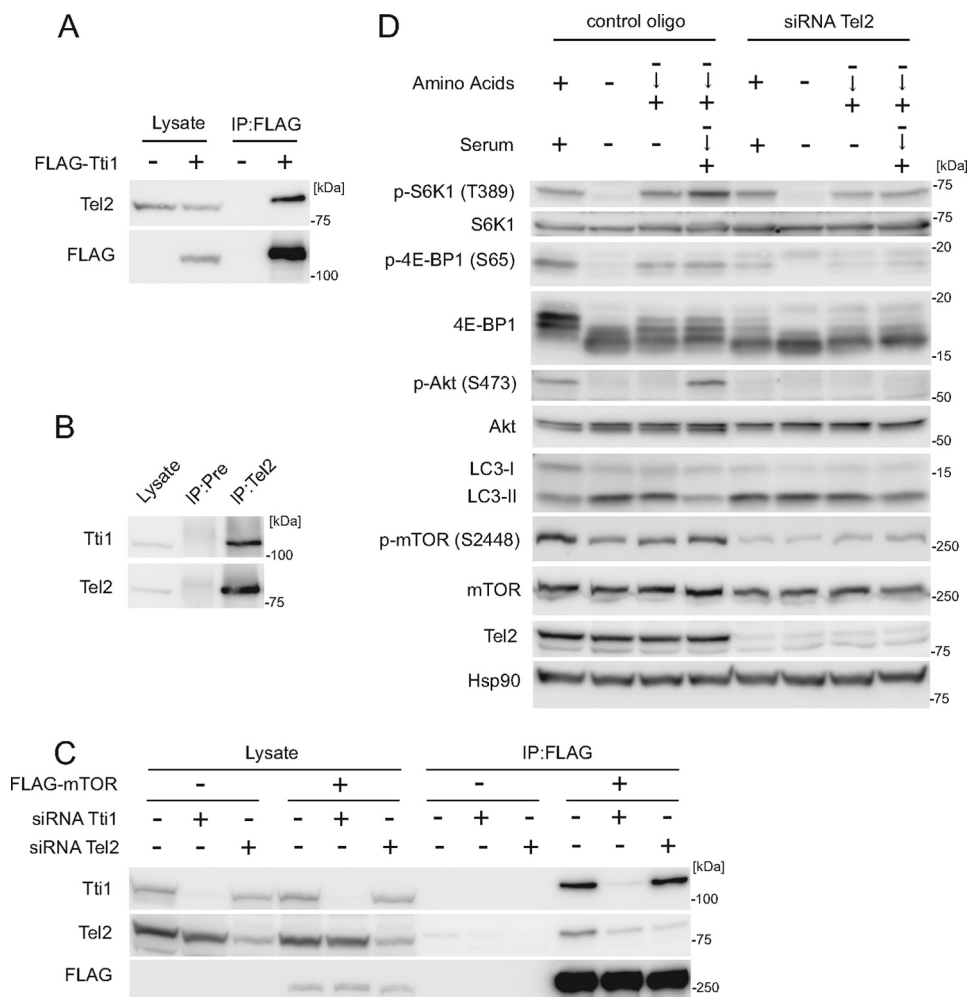 A
Lysate IP:FLAG
FLAG-Tti1 - + - +
[kDa]
Tel2
-75
FLAG
-100
B
Lysate IP:Pre IP:Tel2
[kDa]
Tti1
-100
Tel2
-75
C
Lysate IP:FLAG
FLAG-mTOR - + - +
siRNA Tti1 - + - - + - - + - - + -
siRNA Tel2 - - + - - + - - + - - +
[kDa]
Tti1
-100
Tel2
-75
FLAG
-250
D
control oligo siRNA Tel2
Amino Acids + - -↓+ -↓+ + - -↓+ -↓+
Serum + - - -↓+ + - - -↓+
[kDa]
p-S6K1 (T389) -75
S6K1 -75
p-4E-BP1 (S65) -20
4E-BP1 -20
-15
p-Akt (S473)
-50
Akt
-50
LC3-I -15
LC3-II
p-mTOR (S2448) -250
mTOR -250
Tel2
-75
Hsp90
-75